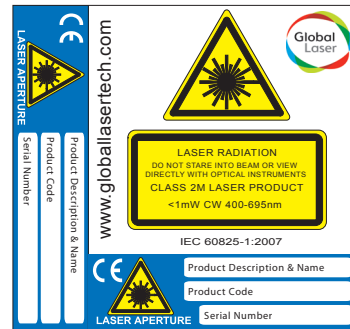 CE
LASER APERTURE
Serial Number
Product Code
Product Description & Name
www.globallasertech.com
Global
Laser
LASER RADIATION
DO NOT STARE INTO BEAM OR VIEW
DIRECTLY WITH OPTICAL INSTRUMENTS
CLASS 2M LASER PRODUCT
<1mW CW 400-695nm
IEC 60825-1:2007
CE
LASER APERTURE
Product Description & Name
Product Code
Serial Number